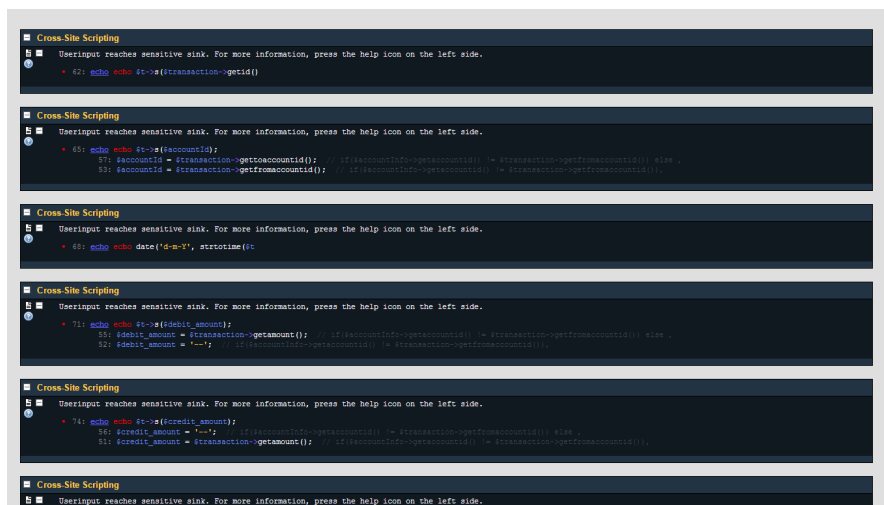 Cross-Site Scripting
Userinput reaches sensitive sink. For more information, press the help icon on the left side.
• 62: echo echo $t->s($transaction->getid()
Cross-Site Scripting
Userinput reaches sensitive sink. For more information, press the help icon on the left side.
• 65: echo echo $t->s($accountId);
57: $accountId = $transaction->gettoaccountid(); // if($accountInfo->getaccountid() != $transaction->getfromaccountid()) else ,
53: $accountId = $transaction->getfromaccountid(); // if($accountInfo->getaccountid() != $transaction->getfromaccountid()),
Cross-Site Scripting
Userinput reaches sensitive sink. For more information, press the help icon on the left side.
• 68: echo echo date('d-m-Y', strtotime($t
Cross-Site Scripting
Userinput reaches sensitive sink. For more information, press the help icon on the left side.
• 71: echo echo $t->s($debit_amount);
55: $debit_amount = $transaction->getamount(); // if($accountInfo->getaccountid() != $transaction->getfromaccountid()) else ,
52: $debit_amount = '--'; // if($accountInfo->getaccountid() != $transaction->getfromaccountid()),
Cross-Site Scripting
Userinput reaches sensitive sink. For more information, press the help icon on the left side.
• 74: echo echo $t->s($credit_amount);
56: $credit_amount = '--'; // if($accountInfo->getaccountid() != $transaction->getfromaccountid()) else ,
51: $credit_amount = $transaction->getamount(); // if($accountInfo->getaccountid() != $transaction->getfromaccountid()),
Cross-Site Scripting
Userinput reaches sensitive sink. For more information, press the help icon on the left side.